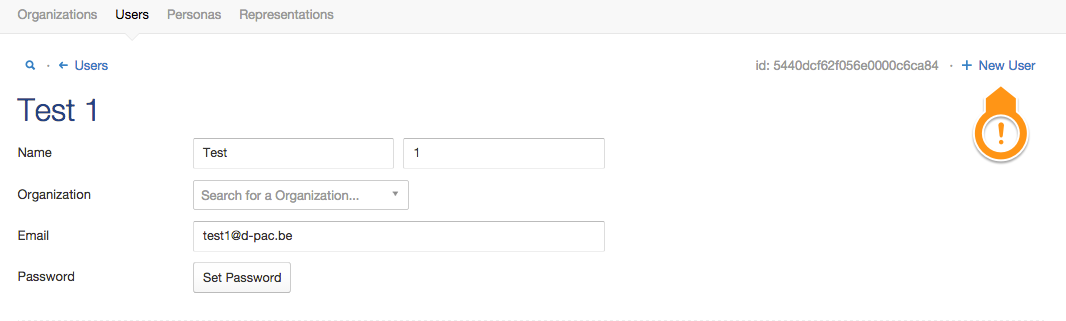 Organizations Users Personas Representations
· ← Users id: 5440dcf62f056e0000c6ca84 · + New User
!
Test 1
Name Test 1
Organization Search for a Organization...
Email test1@d-pac.be
Password Set Password